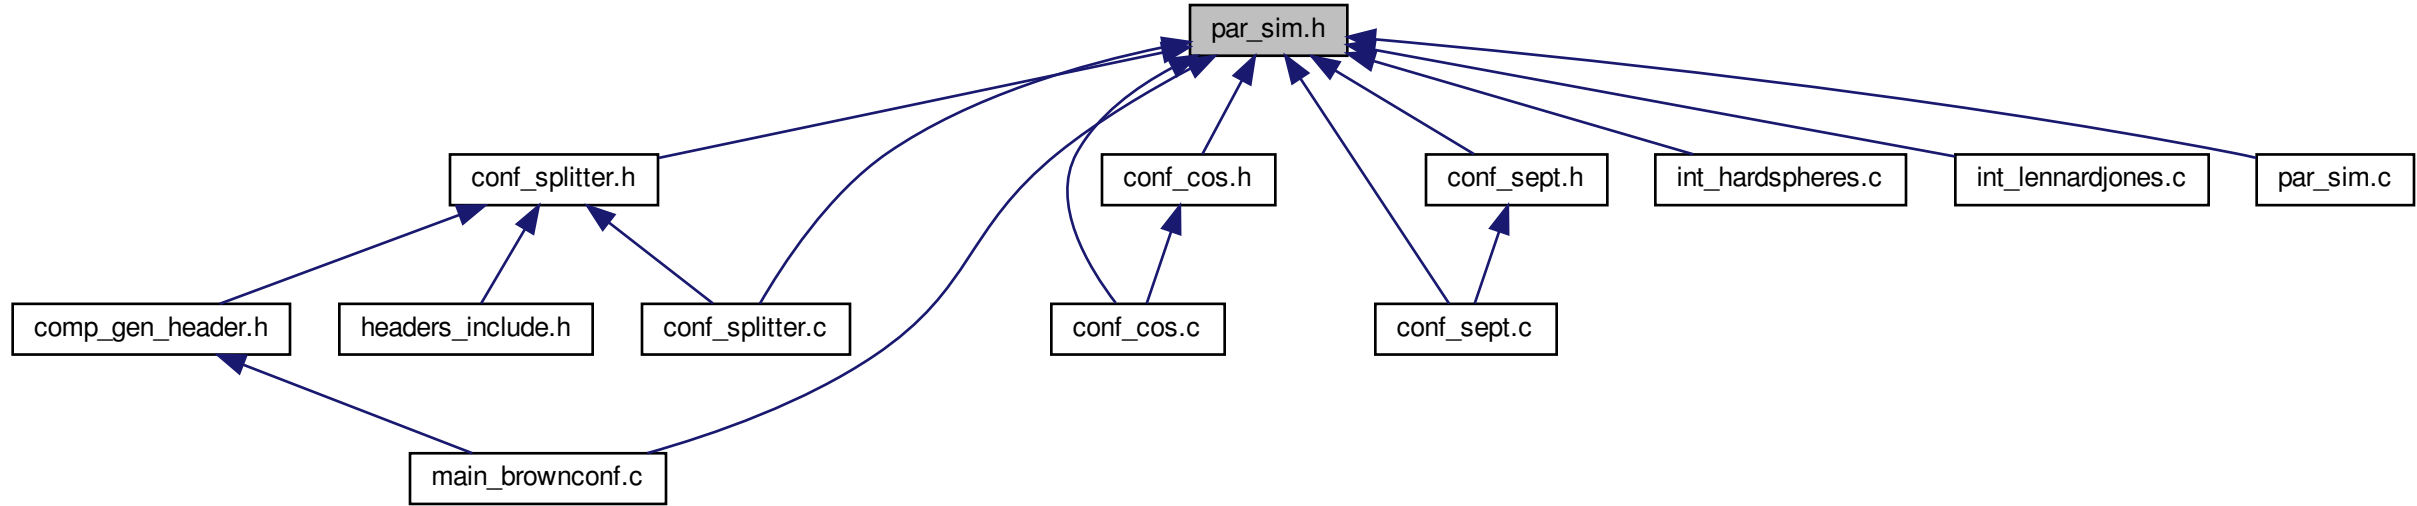 par_sim.h
conf_splitter.h
conf_cos.h
conf_sept.h
int_hardspheres.c
int_lennardjones.c
par_sim.c
comp_gen_header.h
headers_include.h
conf_splitter.c
conf_cos.c
conf_sept.c
main_brownconf.c